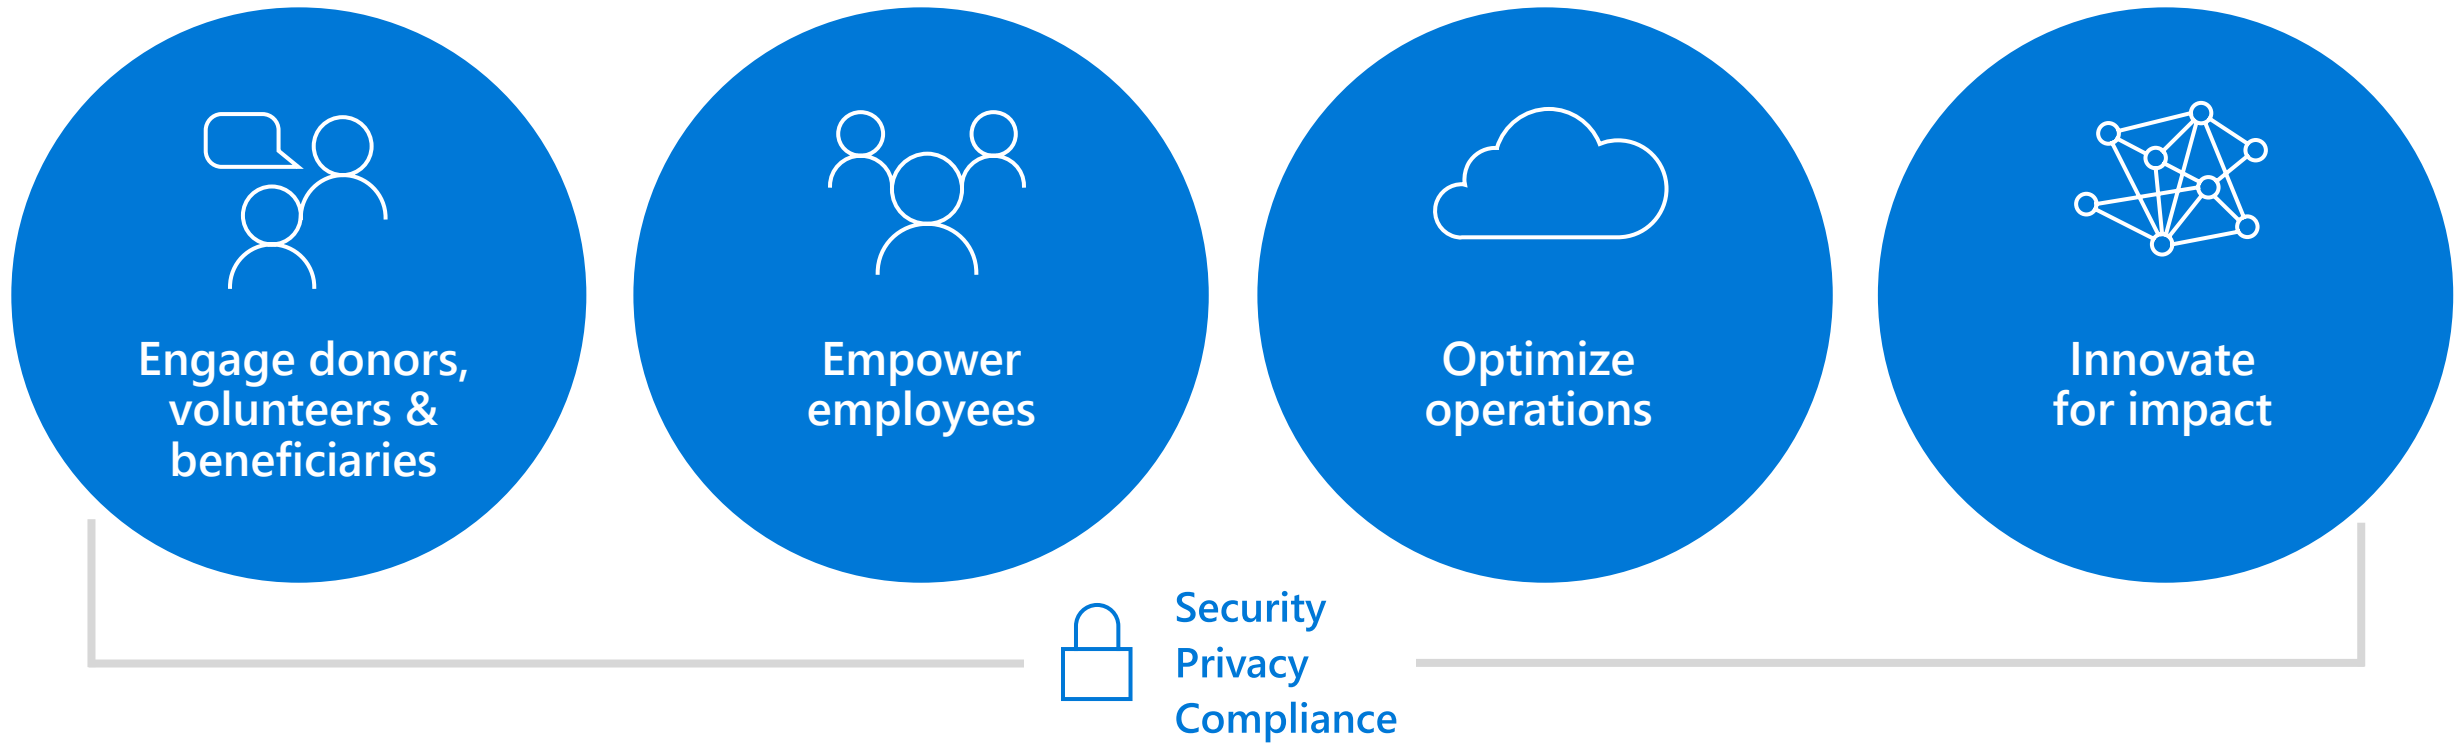 Engage donors,
volunteers &
beneficiaries
Empower
employees
Optimize
operations
Innovate
for impact
Security
Privacy
Compliance